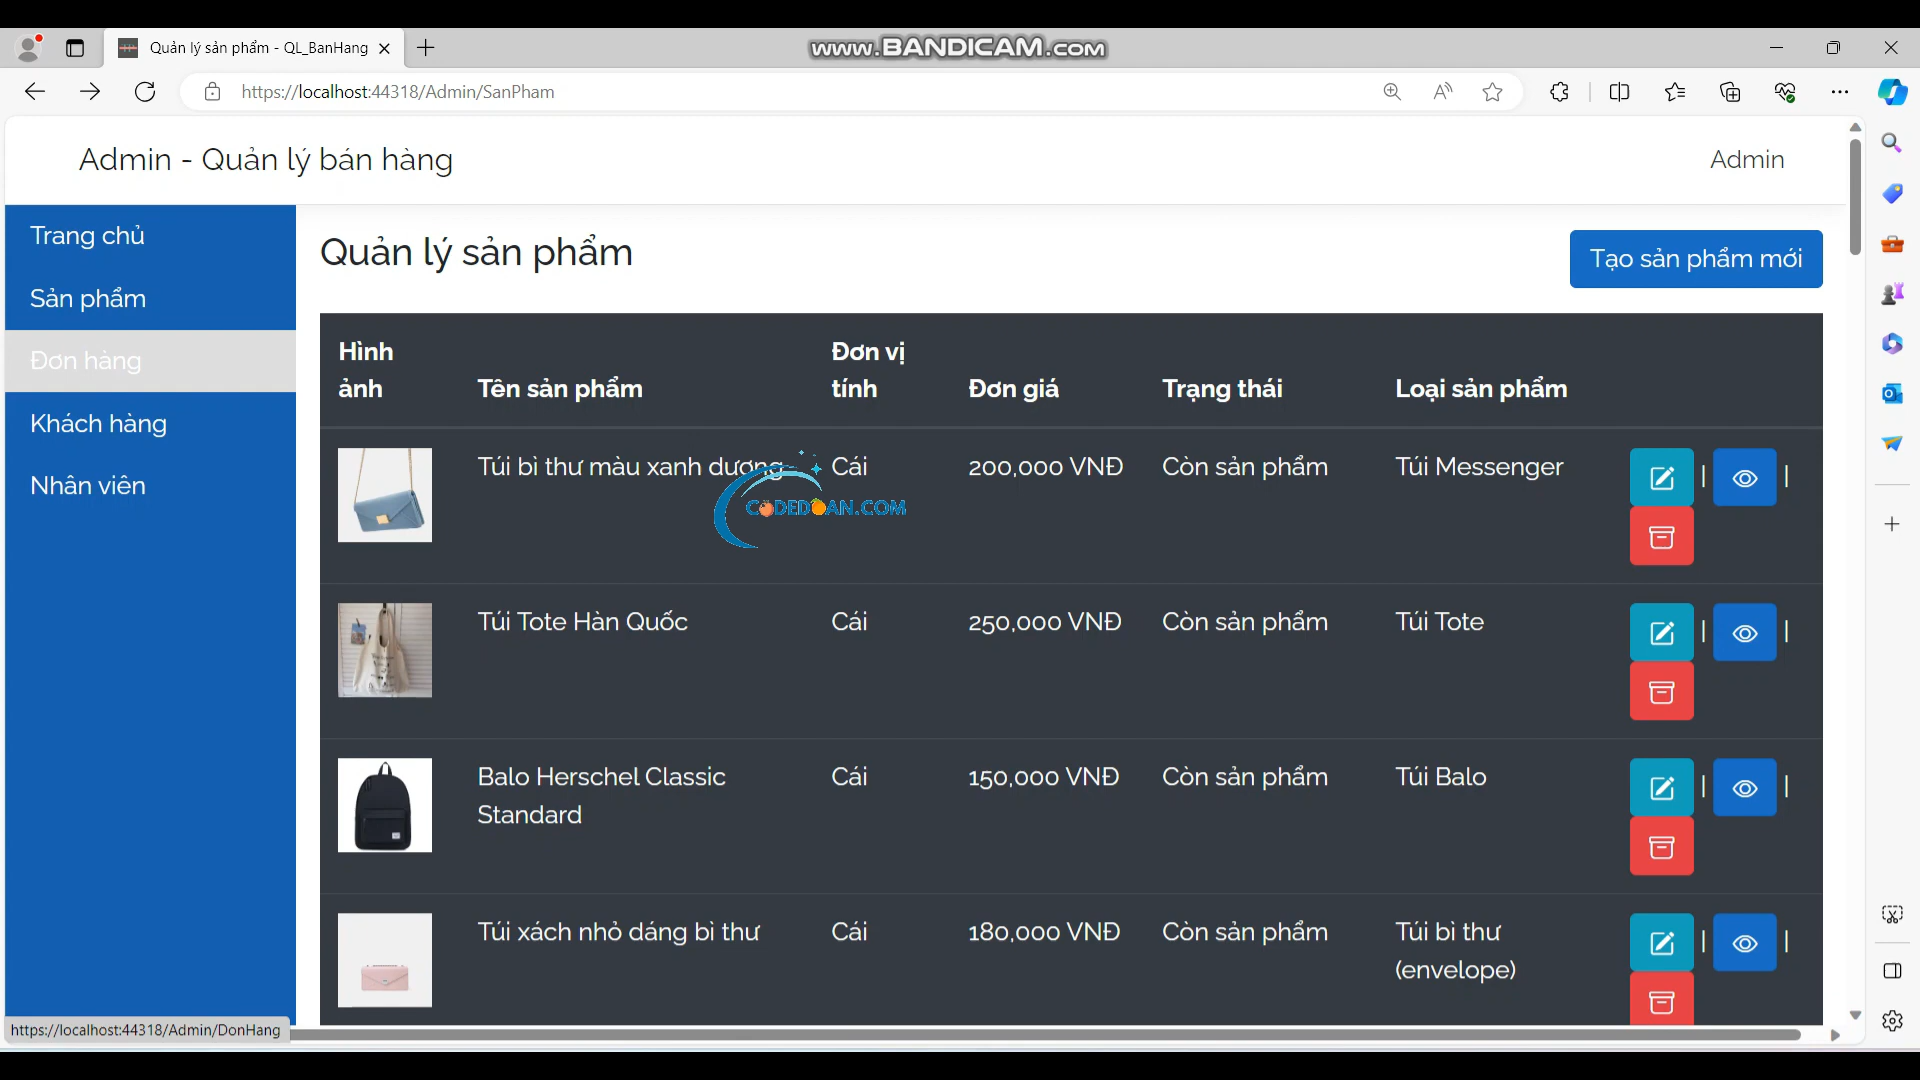 Quản lý sản phẩm - QL_BanHang
www.BANDICAM.com
https://localhost:44318/Admin/SanPham
Admin - Quản lý bán hàng
Admin
Trang chủ
Sản phẩm
Đơn hàng
Khách hàng
Nhân viên
Quản lý sản phẩm
Tạo sản phẩm mới
Hình ảnh
Tên sản phẩm
Đơn vị tính
Đơn giá
Trạng thái
Loại sản phẩm
Túi bì thư màu xanh dương
Cái
200,000 VNĐ
Còn sản phẩm
Túi Messenger
|
|
CODEDOAN.COM
Túi Tote Hàn Quốc
Cái
250,000 VNĐ
Còn sản phẩm
Túi Tote
|
|
Balo Herschel Classic
Standard
Cái
150,000 VNĐ
Còn sản phẩm
Túi Balo
|
|
Túi xách nhỏ dáng bì thư
Cái
180,000 VNĐ
Còn sản phẩm
Túi bì thư
(envelope)
|
|
https://localhost:44318/Admin/DonHang